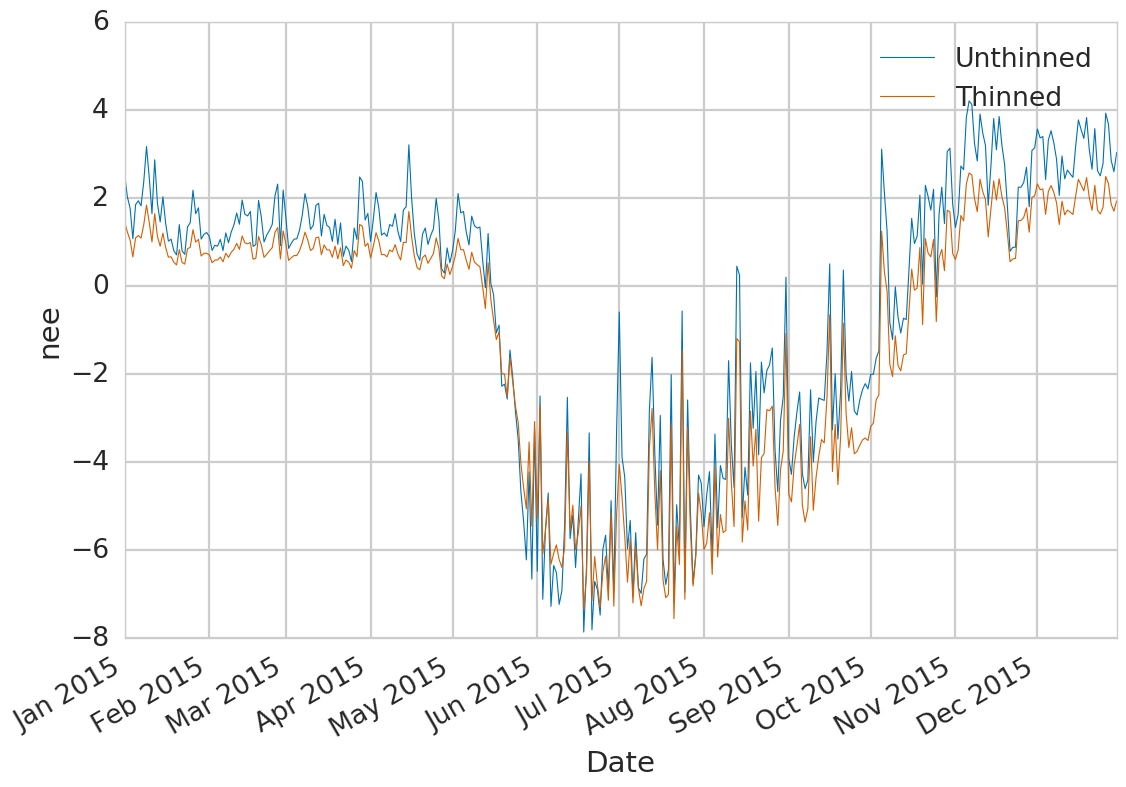 6
4
2
0
−2
−4
−6
−8
nee
Unthinned
Thinned
Jan 2015
Feb 2015
Mar 2015
Apr 2015
May 2015
Jun 2015
Jul 2015
Aug 2015
Sep 2015
Oct 2015
Nov 2015
Dec 2015
Date